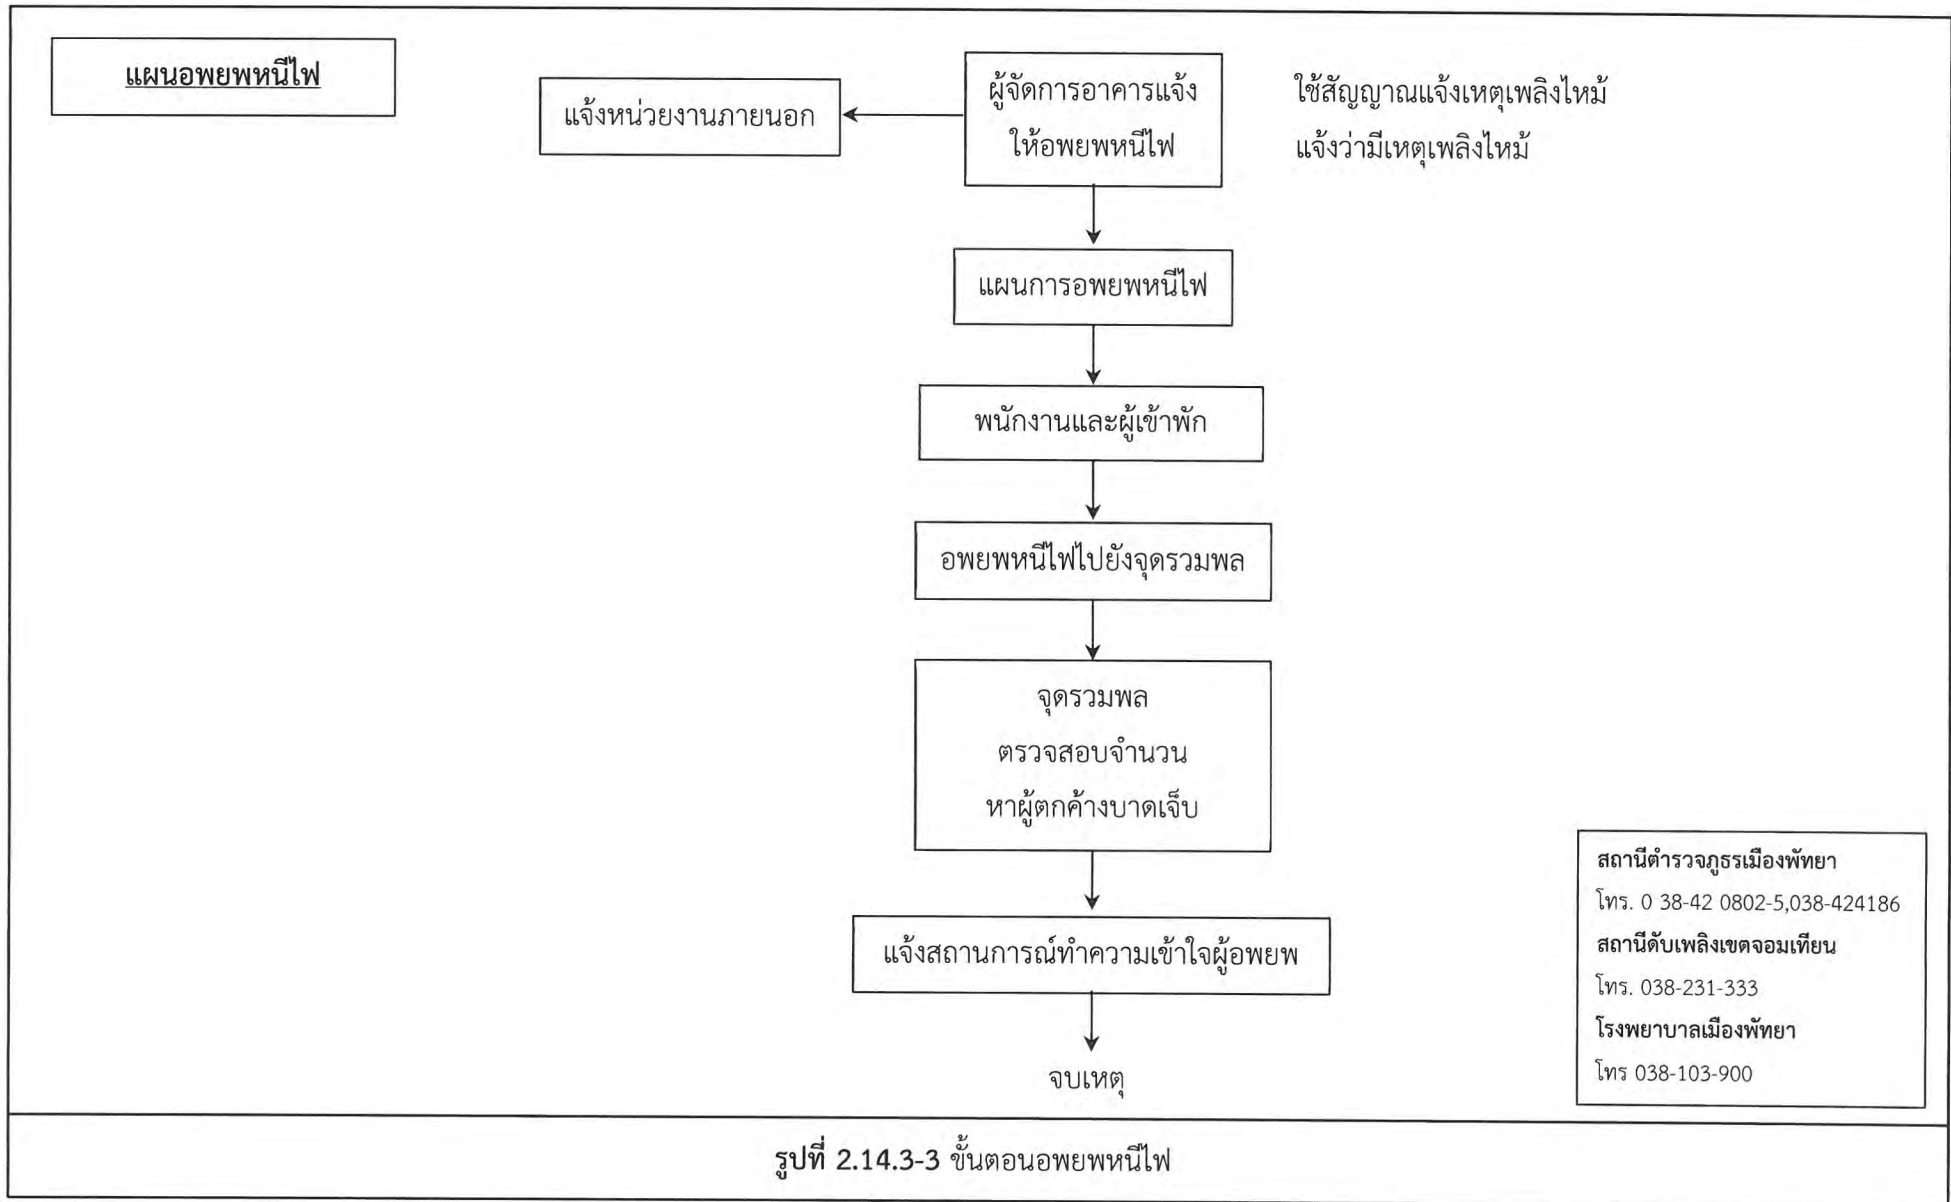 แผนอพยพหนีไฟ
แจ้งหน่วยงานภายนอก
ผู้จัดการอาคารแจ้ง
ให้อพยพหนีไฟ
ใช้สัญญาณแจ้งเหตุเพลิงไหม้
แจ้งว่ามีเหตุเพลิงไหม้
แผนการอพยพหนีไฟ
พนักงานและผู้เข้าพัก
อพยพหนีไฟไปยังจุดรวมพล
จุดรวมพล
ตรวจสอบจำนวน
หาผู้ตกค้างบาดเจ็บ
แจ้งสถานการณ์ทำความเข้าใจผู้อพยพ
จบเหตุ
สถานีตำรวจภูธรเมืองพัทยา
โทร. 0 38-42 0802-5,038-424186
สถานีดับเพลิงเขตจอมเทียน
โทร. 038-231-333
โรงพยาบาลเมืองพัทยา
โทร 038-103-900
รูปที่ 2.14.3-3 ขั้นตอนอพยพหนีไฟ